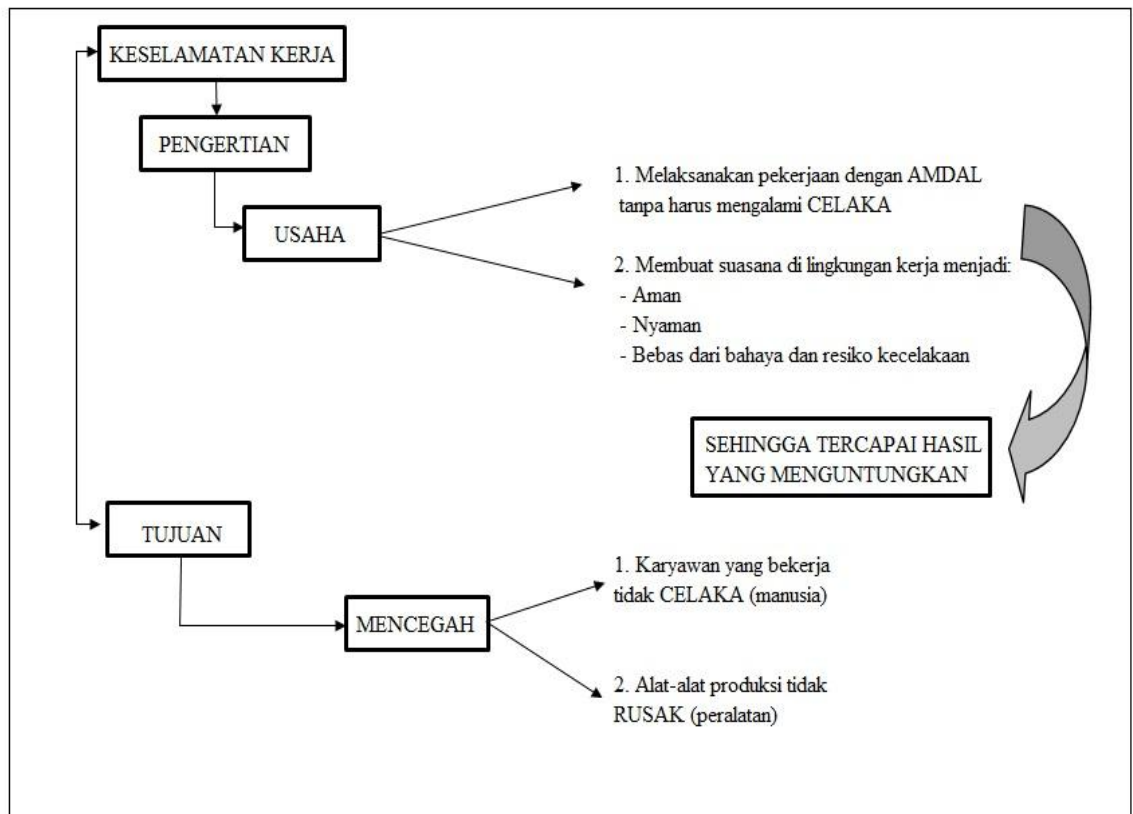 KESELAMATAN KERJA
PENGERTIAN
USAHA
1. Melaksanakan pekerjaan dengan AMDAL
tanpa harus mengalami CELAKA
2. Membuat suasana di lingkungan kerja menjadi:
- Aman
- Nyaman
- Bebas dari bahaya dan resiko kecelakaan
SEHINGGA TERCAPAI HASIL
YANG MENGUNTUNGKAN
TUJUAN
MENCEGAH
1. Karyawan yang bekerja
tidak CELAKA (manusia)
2. Alat-alat produksi tidak
RUSAK (peralatan)